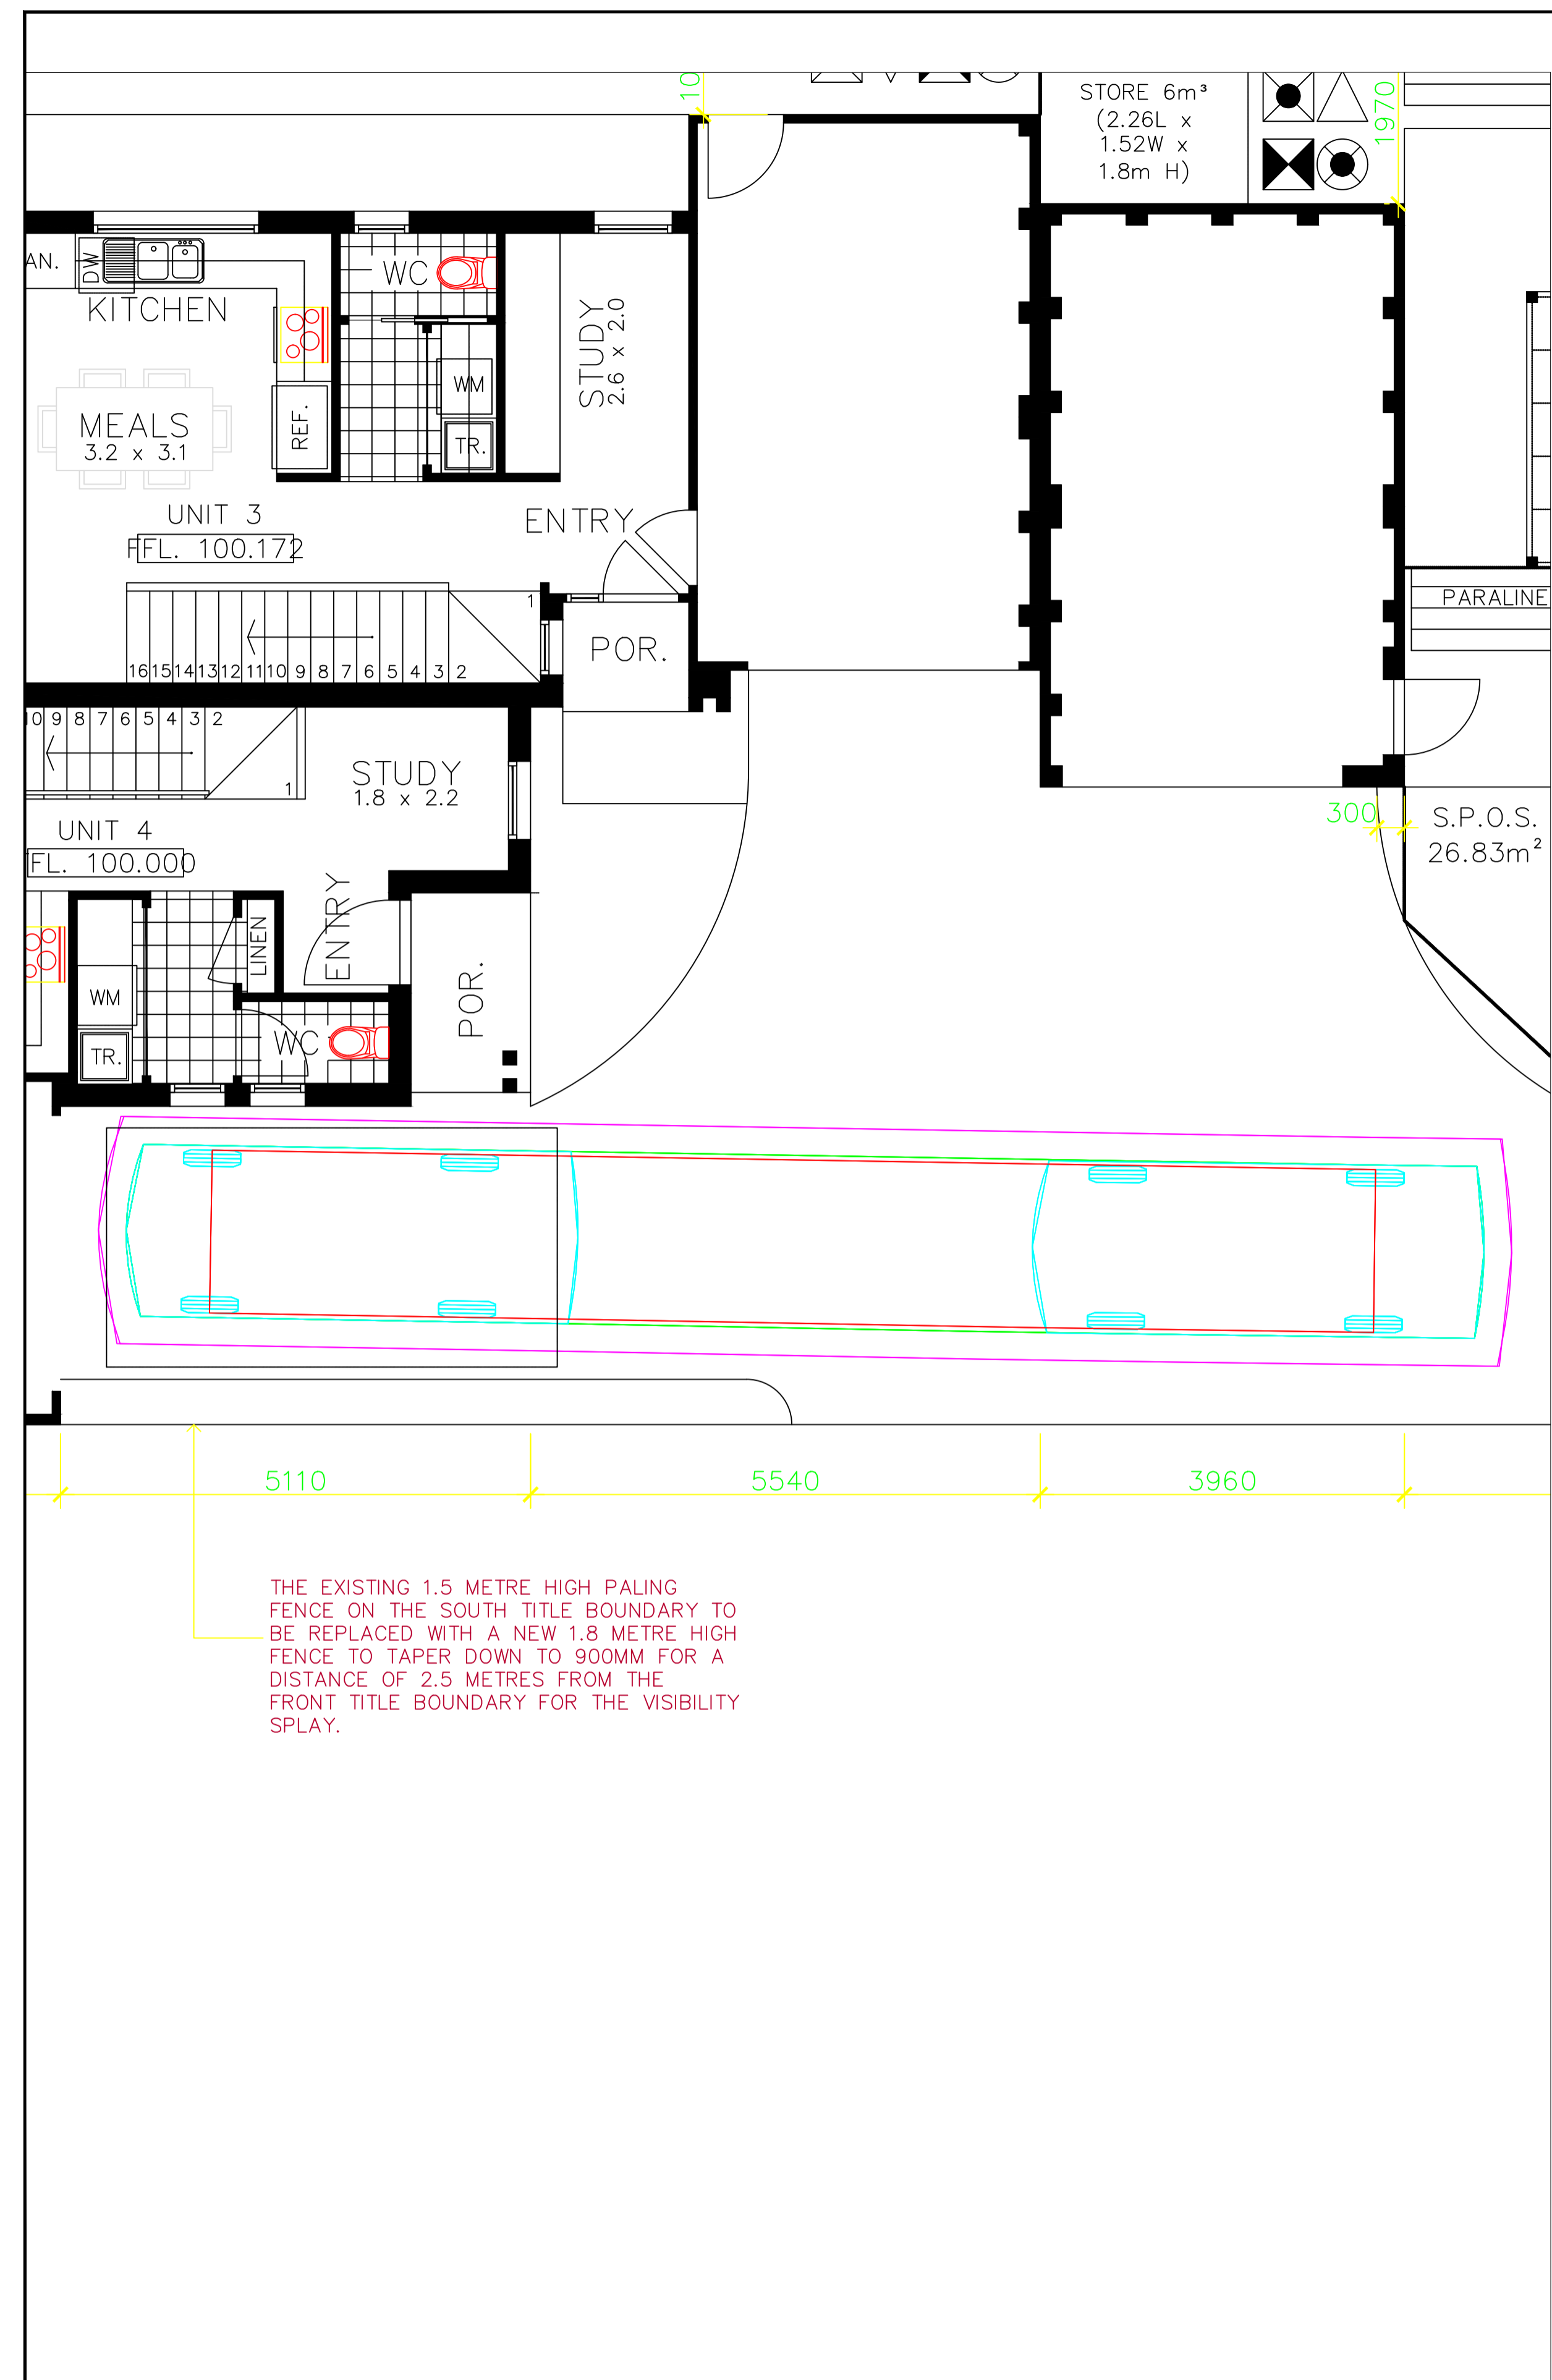 10
STORE 6m³
(2.26L x
1.52W x
1.8m H)
1970
AN.
DW
KITCHEN
WC
STUDY
2.6 x 2.0
MEALS
3.2 x 3.1
REF.
WM
TR.
UNIT 3
FFL. 100.172
ENTRY
PARALINE
1
POR.
16 15 14 13 12 11 10 9 8 7 6 5 4 3 2
10 9 8 7 6 5 4 3 2
1
STUDY
1.8 x 2.2
UNIT 4
FL. 100.000
300
S.P.O.S.
26.83m²
ENTRY
LINEN
WM
TR.
WC
POR.
5110
5540
3960
THE EXISTING 1.5 METRE HIGH PALING
FENCE ON THE SOUTH TITLE BOUNDARY TO
BE REPLACED WITH A NEW 1.8 METRE HIGH
FENCE TO TAPER DOWN TO 900MM FOR A
DISTANCE OF 2.5 METRES FROM THE
FRONT TITLE BOUNDARY FOR THE VISIBILITY
SPLAY.